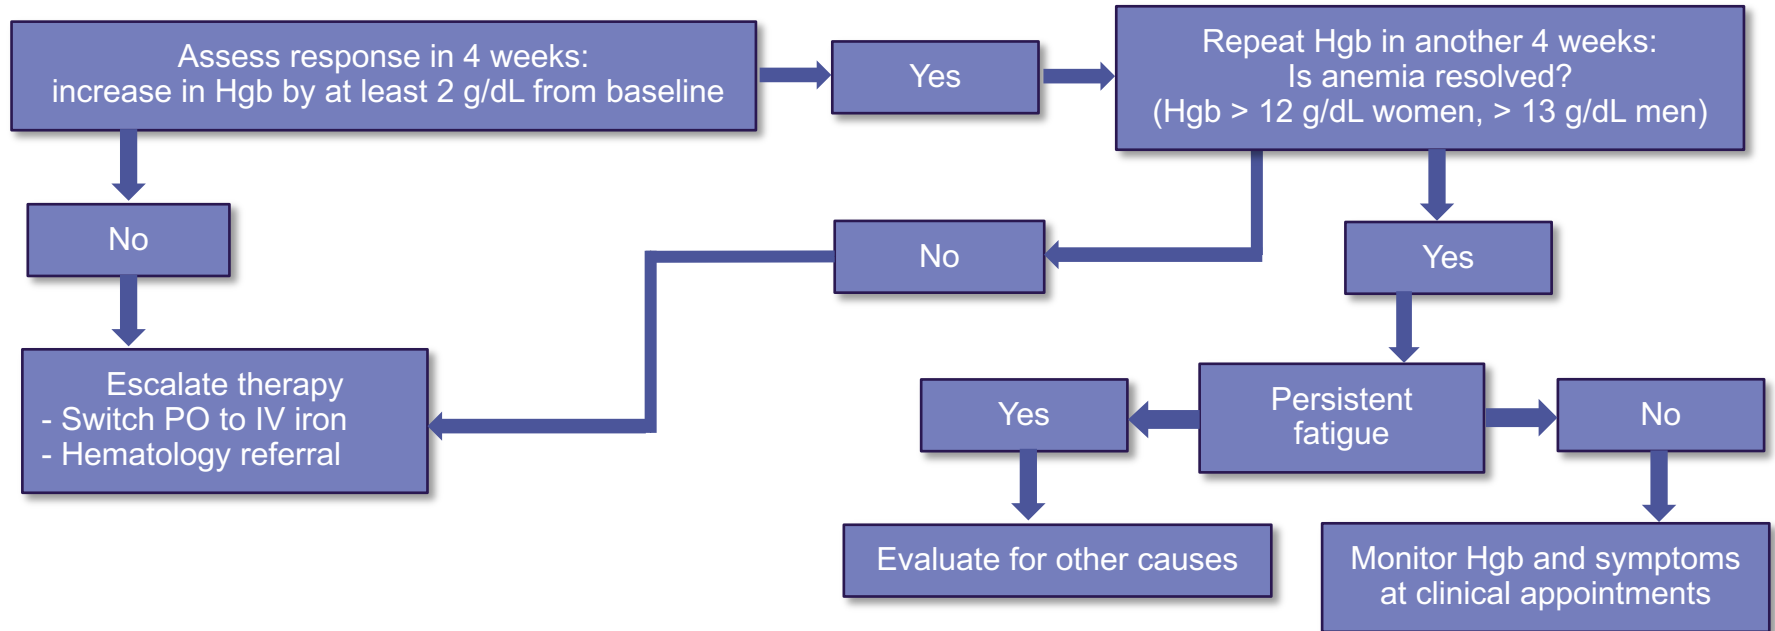 Assess response in 4 weeks:
increase in Hgb by at least 2 g/dL from baseline
Yes
Repeat Hgb in another 4 weeks:
Is anemia resolved?
(Hgb > 12 g/dL women, > 13 g/dL men)
No
No
Yes
Escalate therapy
- Switch PO to IV iron
- Hematology referral
Yes
Persistent
fatigue
No
Evaluate for other causes
Monitor Hgb and symptoms
at clinical appointments